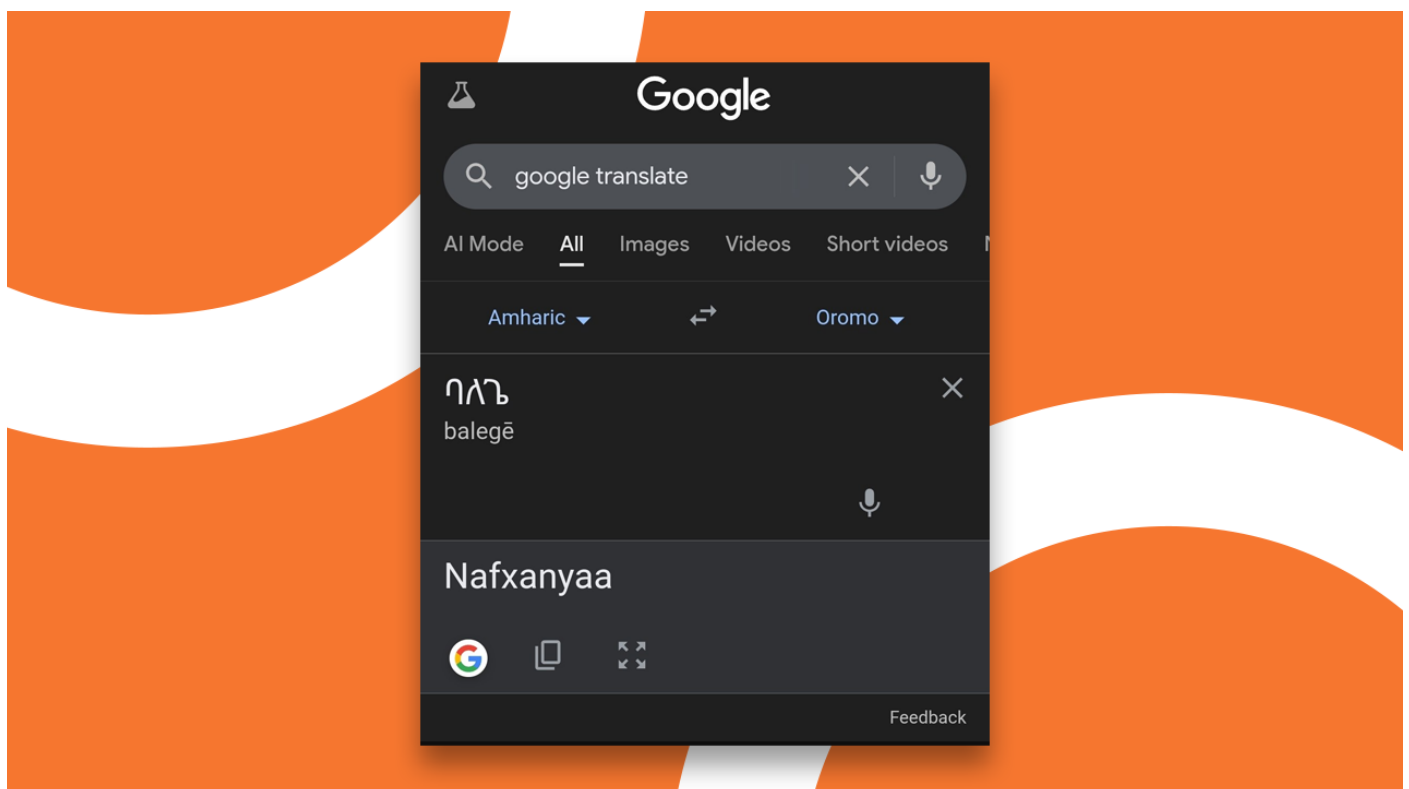 Google
google translate
AI Mode All Images Videos Short videos
Amharic Oromo
ባለጌ
balegē
Nafxanyaa
Feedback